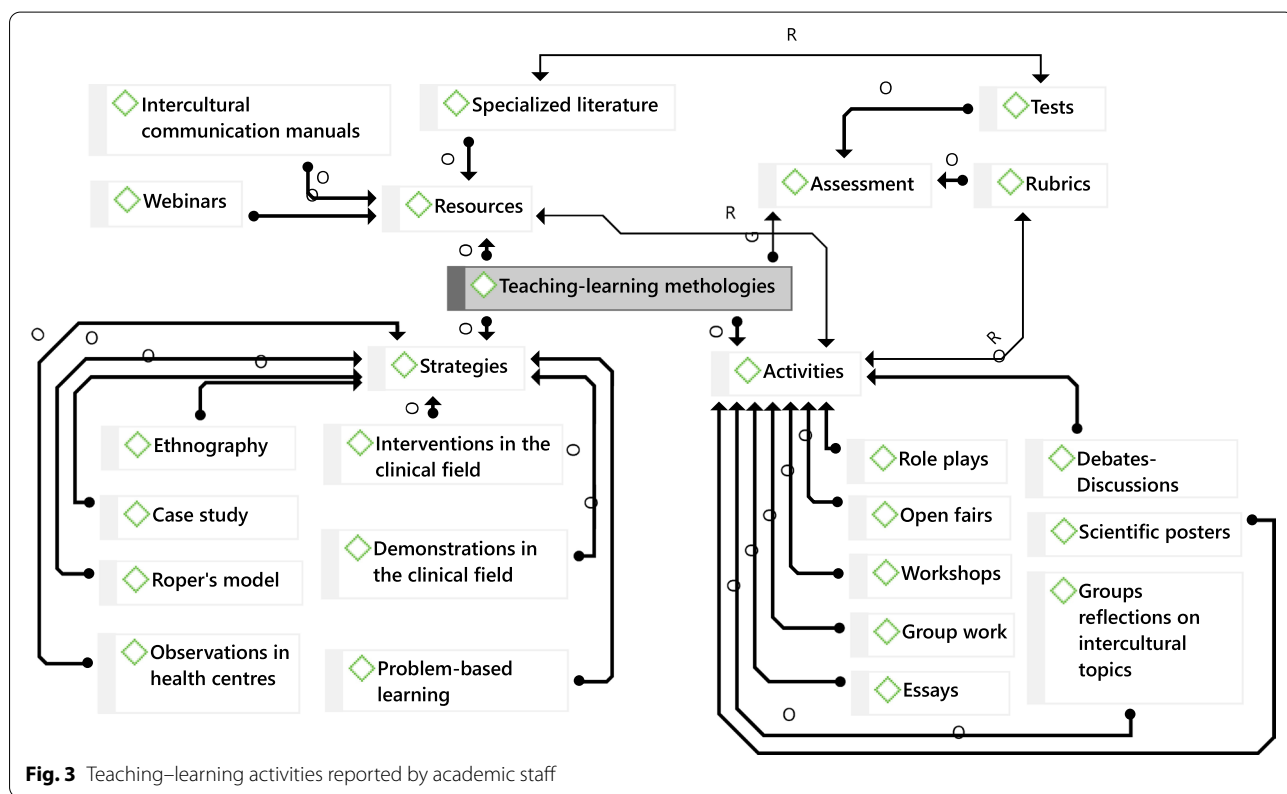 R
Intercultural
communication manuals
Specialized literature
O
Tests
O
O
Assessment
O
Rubrics
Webinars
O
O
Resources
R
G
O
Teaching-learning methologies
O
O
O
O
O
O
O
R
O
Strategies
Activities
O
Ethnography
Interventions in the
clinical field
O
O
Role plays
Debates-
Discussions
O
Case study
O
O
Open fairs
Scientific posters
Demonstrations in
the clinical field
O
Roper's model
Workshops
O
Groups
reflections on
intercultural
topics
Observations in
health centres
Group work
Problem-based
learning
Essays
O
O
Fig. 3 Teaching–learning activities reported by academic staff